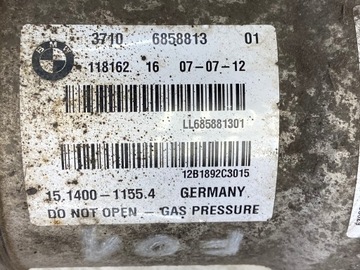 BMW
3710 6858813 01
118162 16 07-07-12
LL685881301
12B1892C3015
15.1400-1155.4 GERMANY
DO NOT OPEN – GAS PRESSURE